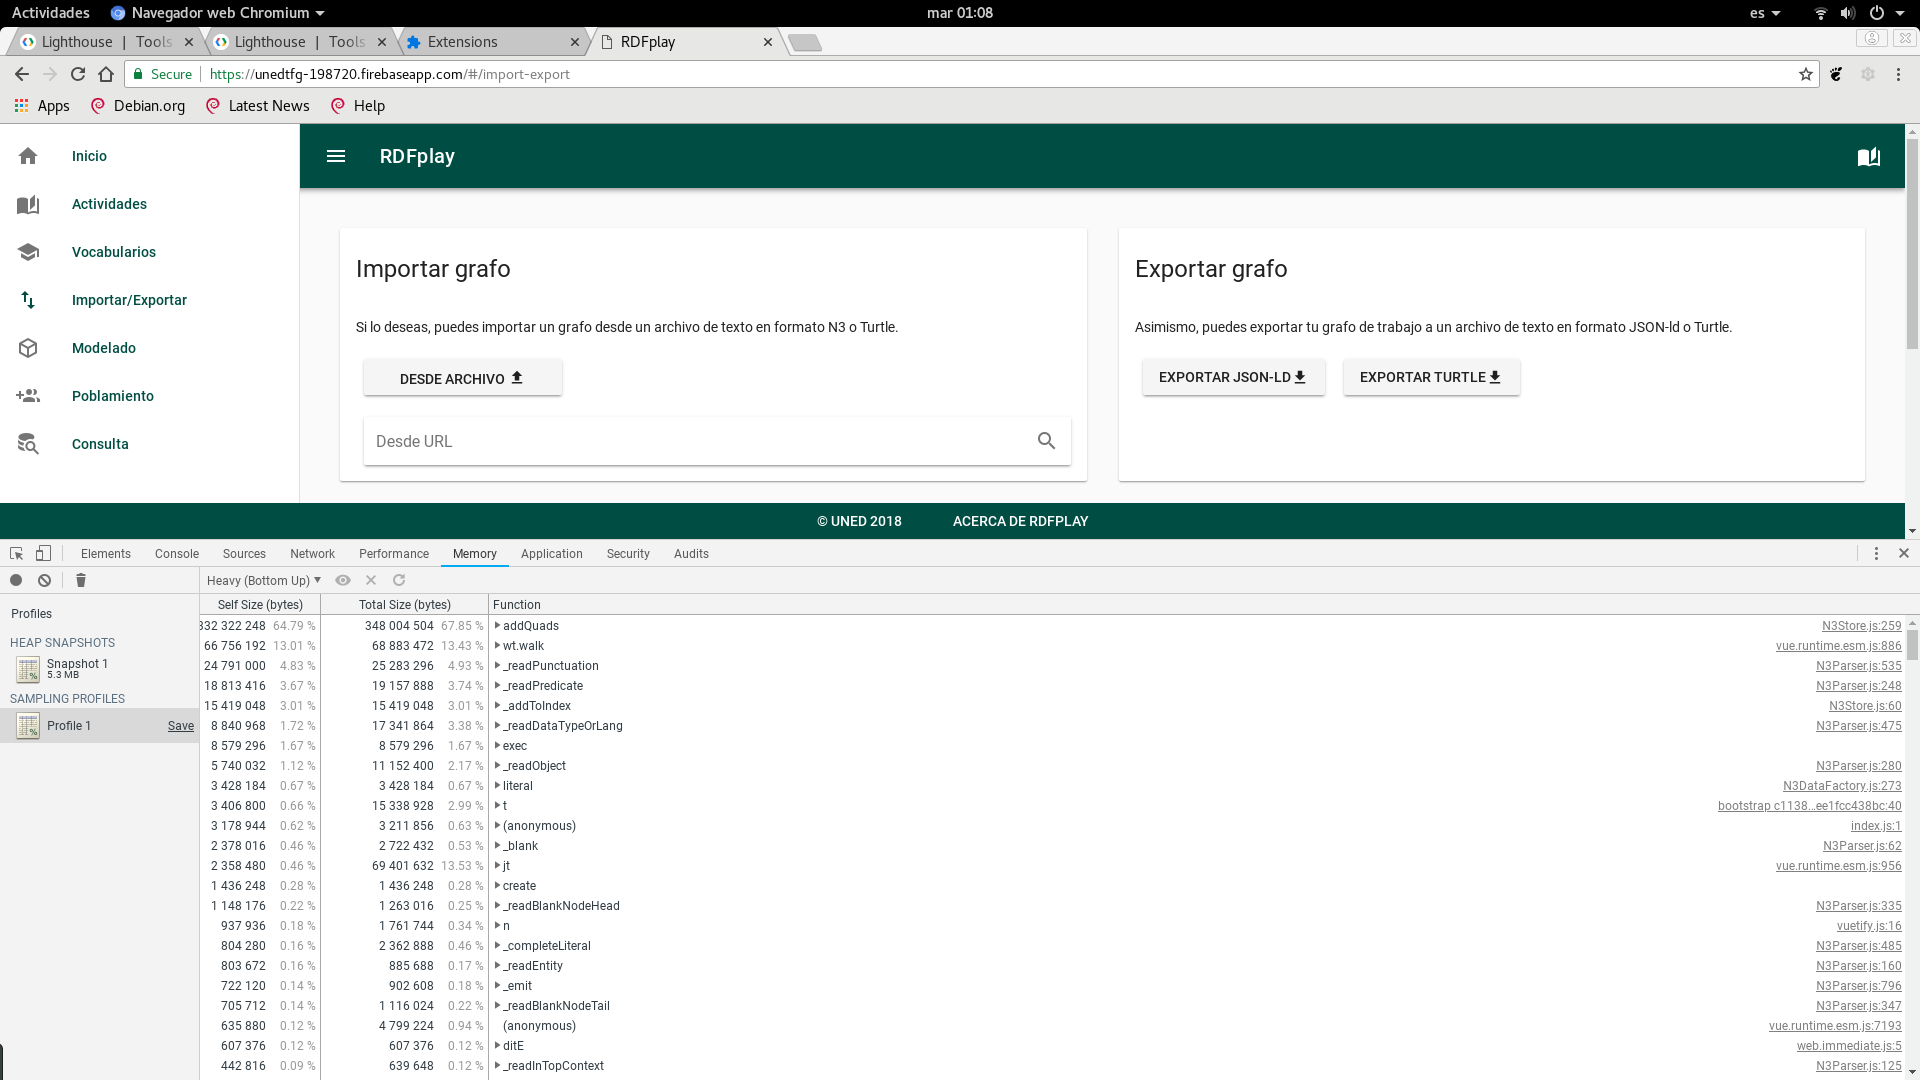 Actividades Navegador web Chromium mar 01:08 es
Lighthouse | Tools Lighthouse | Tools Extensions RDFplay
Secure https://unedtfg-198720.firebaseapp.com/#/import-export
Apps Debian.org Latest News Help
Inicio
Actividades
Vocabularios
Importar/Exportar
Modelado
Poblamiento
Consulta
RDFplay
Importar grafo
Si lo deseas, puedes importar un grafo desde un archivo de texto en formato N3 o Turtle.
DESDE ARCHIVO
Desde URL
Exportar grafo
Asimismo, puedes exportar tu grafo de trabajo a un archivo de texto en formato JSON-ld o Turtle.
EXPORTAR JSON-LD EXPORTAR TURTLE
© UNED 2018 ACERCA DE RDFPLAY
Elements Console Sources Network Performance Memory Application Security Audits
Heavy (Bottom Up)
Profiles
HEAP SNAPSHOTS
Snapshot 1
5.3 MB
SAMPLING PROFILES
Profile 1 Save
Self Size (bytes) Total Size (bytes) Function
332 322 248 64.79 % 348 004 504 67.85 % addQuads N3Store.js:259
66 756 192 13.01 % 68 883 472 13.43 % wt.walk vue.runtime.esm.js:886
24 791 000 4.83 % 25 283 296 4.93 % _readPunctuation N3Parser.js:535
18 813 416 3.67 % 19 157 888 3.74 % _readPredicate N3Parser.js:248
15 419 048 3.01 % 15 419 048 3.01 % _addToIndex N3Store.js:60
8 840 968 1.72 % 17 341 864 3.38 % _readDataTypeOrLang N3Parser.js:475
8 579 296 1.67 % 8 579 296 1.67 % exec
5 740 032 1.12 % 11 152 400 2.17 % _readObject N3Parser.js:280
3 428 184 0.67 % 3 428 184 0.67 % literal N3DataFactory.js:273
3 406 800 0.66 % 15 338 928 2.99 % t bootstrap c1138…ee1fcc438bc:40
3 178 944 0.62 % 3 211 856 0.63 % (anonymous) index.js:1
2 378 016 0.46 % 2 722 432 0.53 % _blank N3Parser.js:62
2 358 480 0.46 % 69 401 632 13.53 % jt vue.runtime.esm.js:956
1 436 248 0.28 % 1 436 248 0.28 % create
1 148 176 0.22 % 1 263 016 0.25 % _readBlankNodeHead N3Parser.js:335
937 936 0.18 % 1 761 744 0.34 % n vuetify.js:16
804 280 0.16 % 2 362 888 0.46 % _completeLiteral N3Parser.js:485
803 672 0.16 % 885 688 0.17 % _readEntity N3Parser.js:160
722 120 0.14 % 902 608 0.18 % _emit N3Parser.js:796
705 712 0.14 % 1 116 024 0.22 % _readBlankNodeTail N3Parser.js:347
635 880 0.12 % 4 799 224 0.94 % (anonymous) vue.runtime.esm.js:7193
607 376 0.12 % 607 376 0.12 % ditE web.immediate.js:5
442 816 0.09 % 639 648 0.12 % _readInTopContext N3Parser.js:125